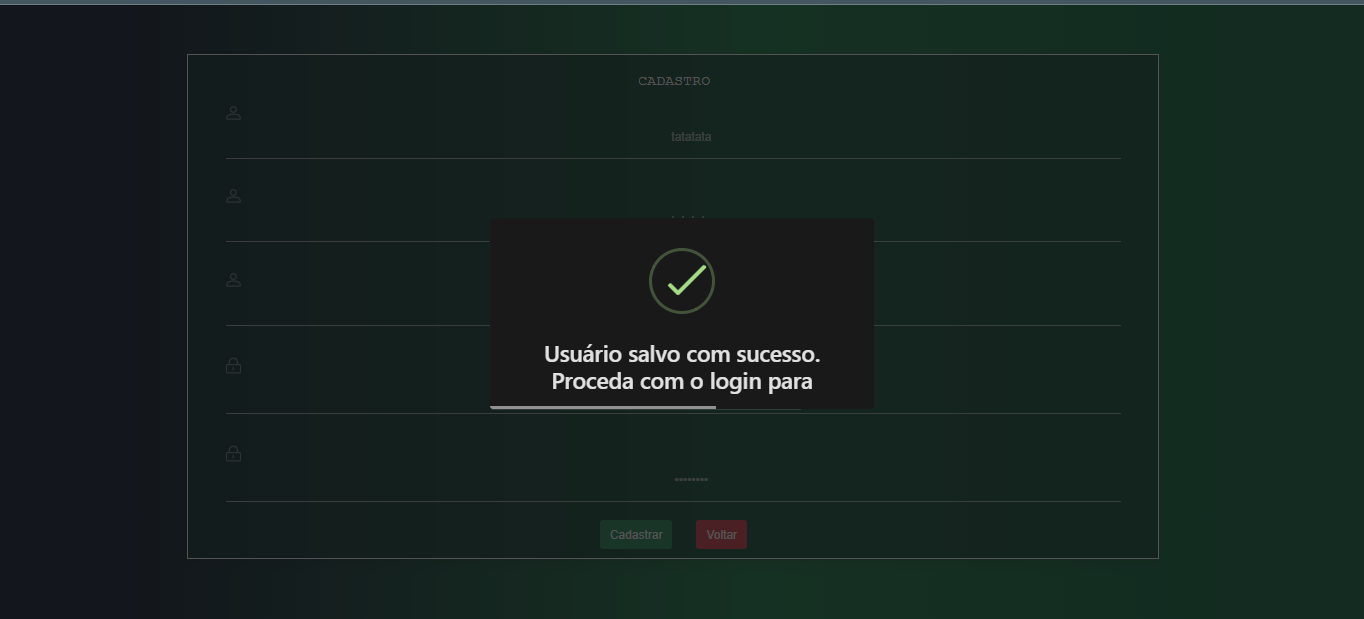 CADASTRO
tatatata
Usuário salvo com sucesso.
Proceda com o login para
••••••••
Cadastrar Voltar